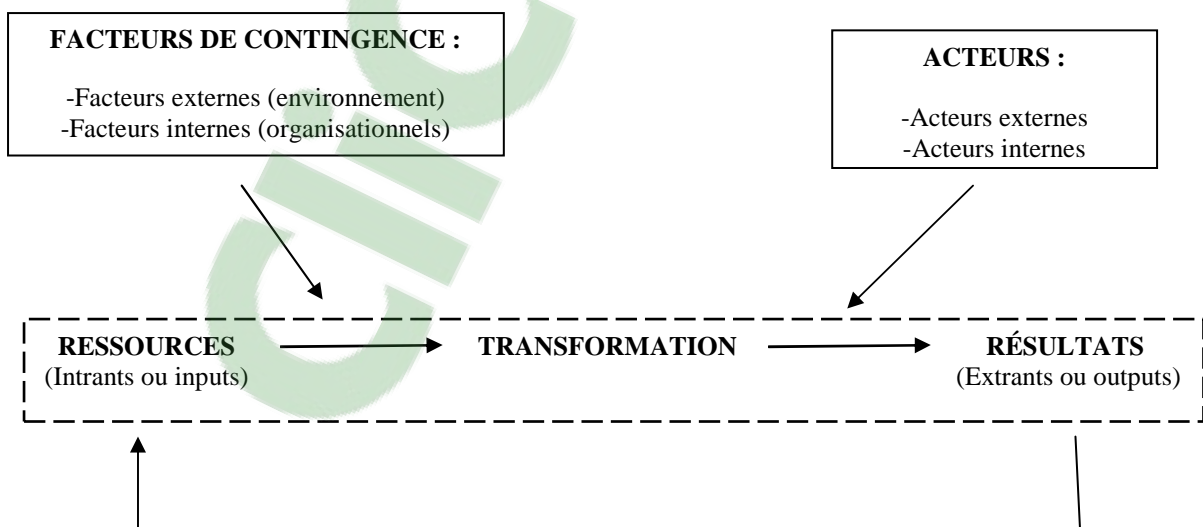 FACTEURS DE CONTINGENCE :
-Facteurs externes (environnement)
-Facteurs internes (organisationnels)
ACTEURS :
-Acteurs externes
-Acteurs internes
RESSOURCES
(Intrants ou inputs)
TRANSFORMATION
RÉSULTATS
(Extrants ou outputs)